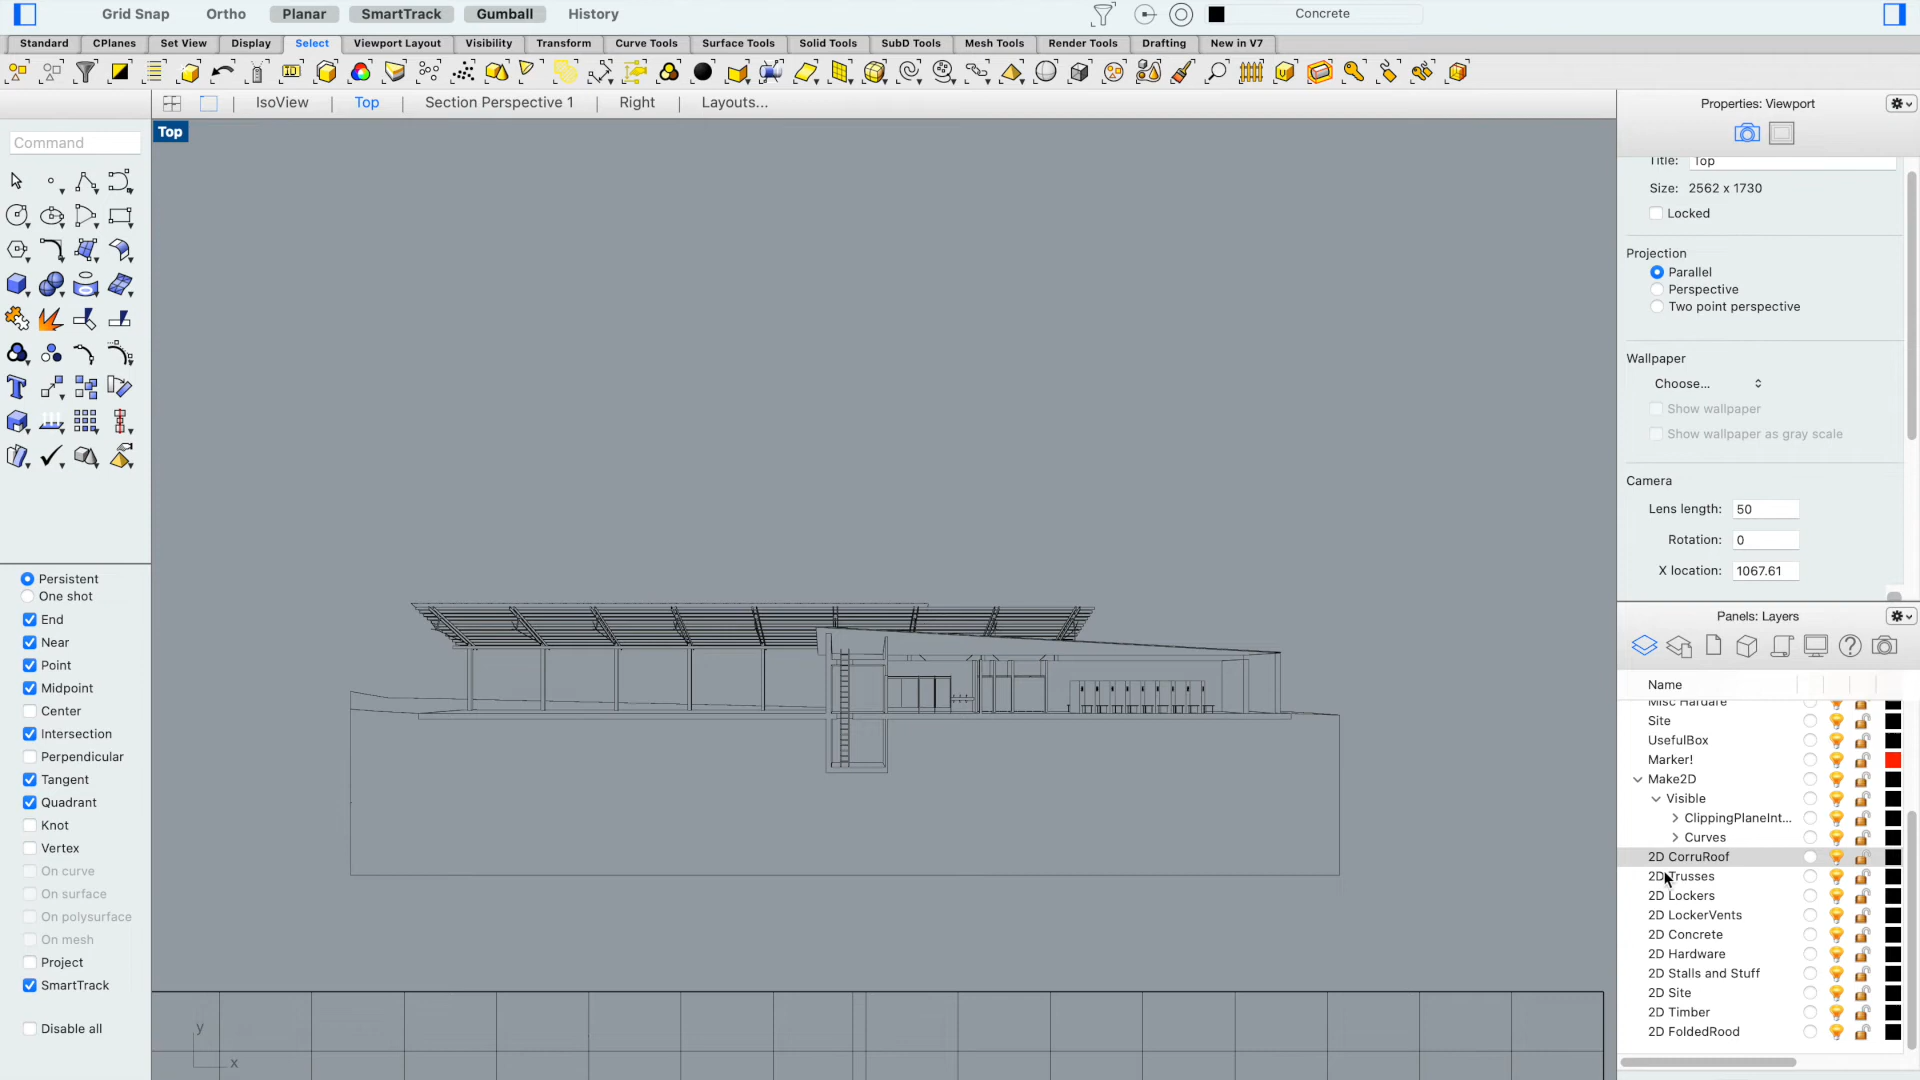 Grid Snap Ortho Planar SmartTrack Gumball History Concrete
Standard CPlanes Set View Display Select Viewport Layout Visibility Transform Curve Tools Surface Tools Solid Tools SubD Tools Mesh Tools Render Tools Drafting New in V7
IsoView Top Section Perspective 1 Right Layouts...
Top
Command
Persistent
One shot
End
Near
Point
Midpoint
Center
Intersection
Perpendicular
Tangent
Quadrant
Knot
Vertex
On curve
On surface
On polysurface
On mesh
Project
SmartTrack
Disable all
y
x
Properties: Viewport
Title: Top
Size: 2562 x 1730
Locked
Projection
Parallel
Perspective
Two point perspective
Wallpaper
Choose...
Show wallpaper
Show wallpaper as gray scale
Camera
Lens length: 50
Rotation: 0
X location: 1067.61
Panels: Layers
Name
Misc Hardare
Site
UsefulBox
Marker!
Make2D
Visible
ClippingPlaneInt...
Curves
2D CorruRoof
2D Trusses
2D Lockers
2D LockerVents
2D Concrete
2D Hardware
2D Stalls and Stuff
2D Site
2D Timber
2D FoldedRood